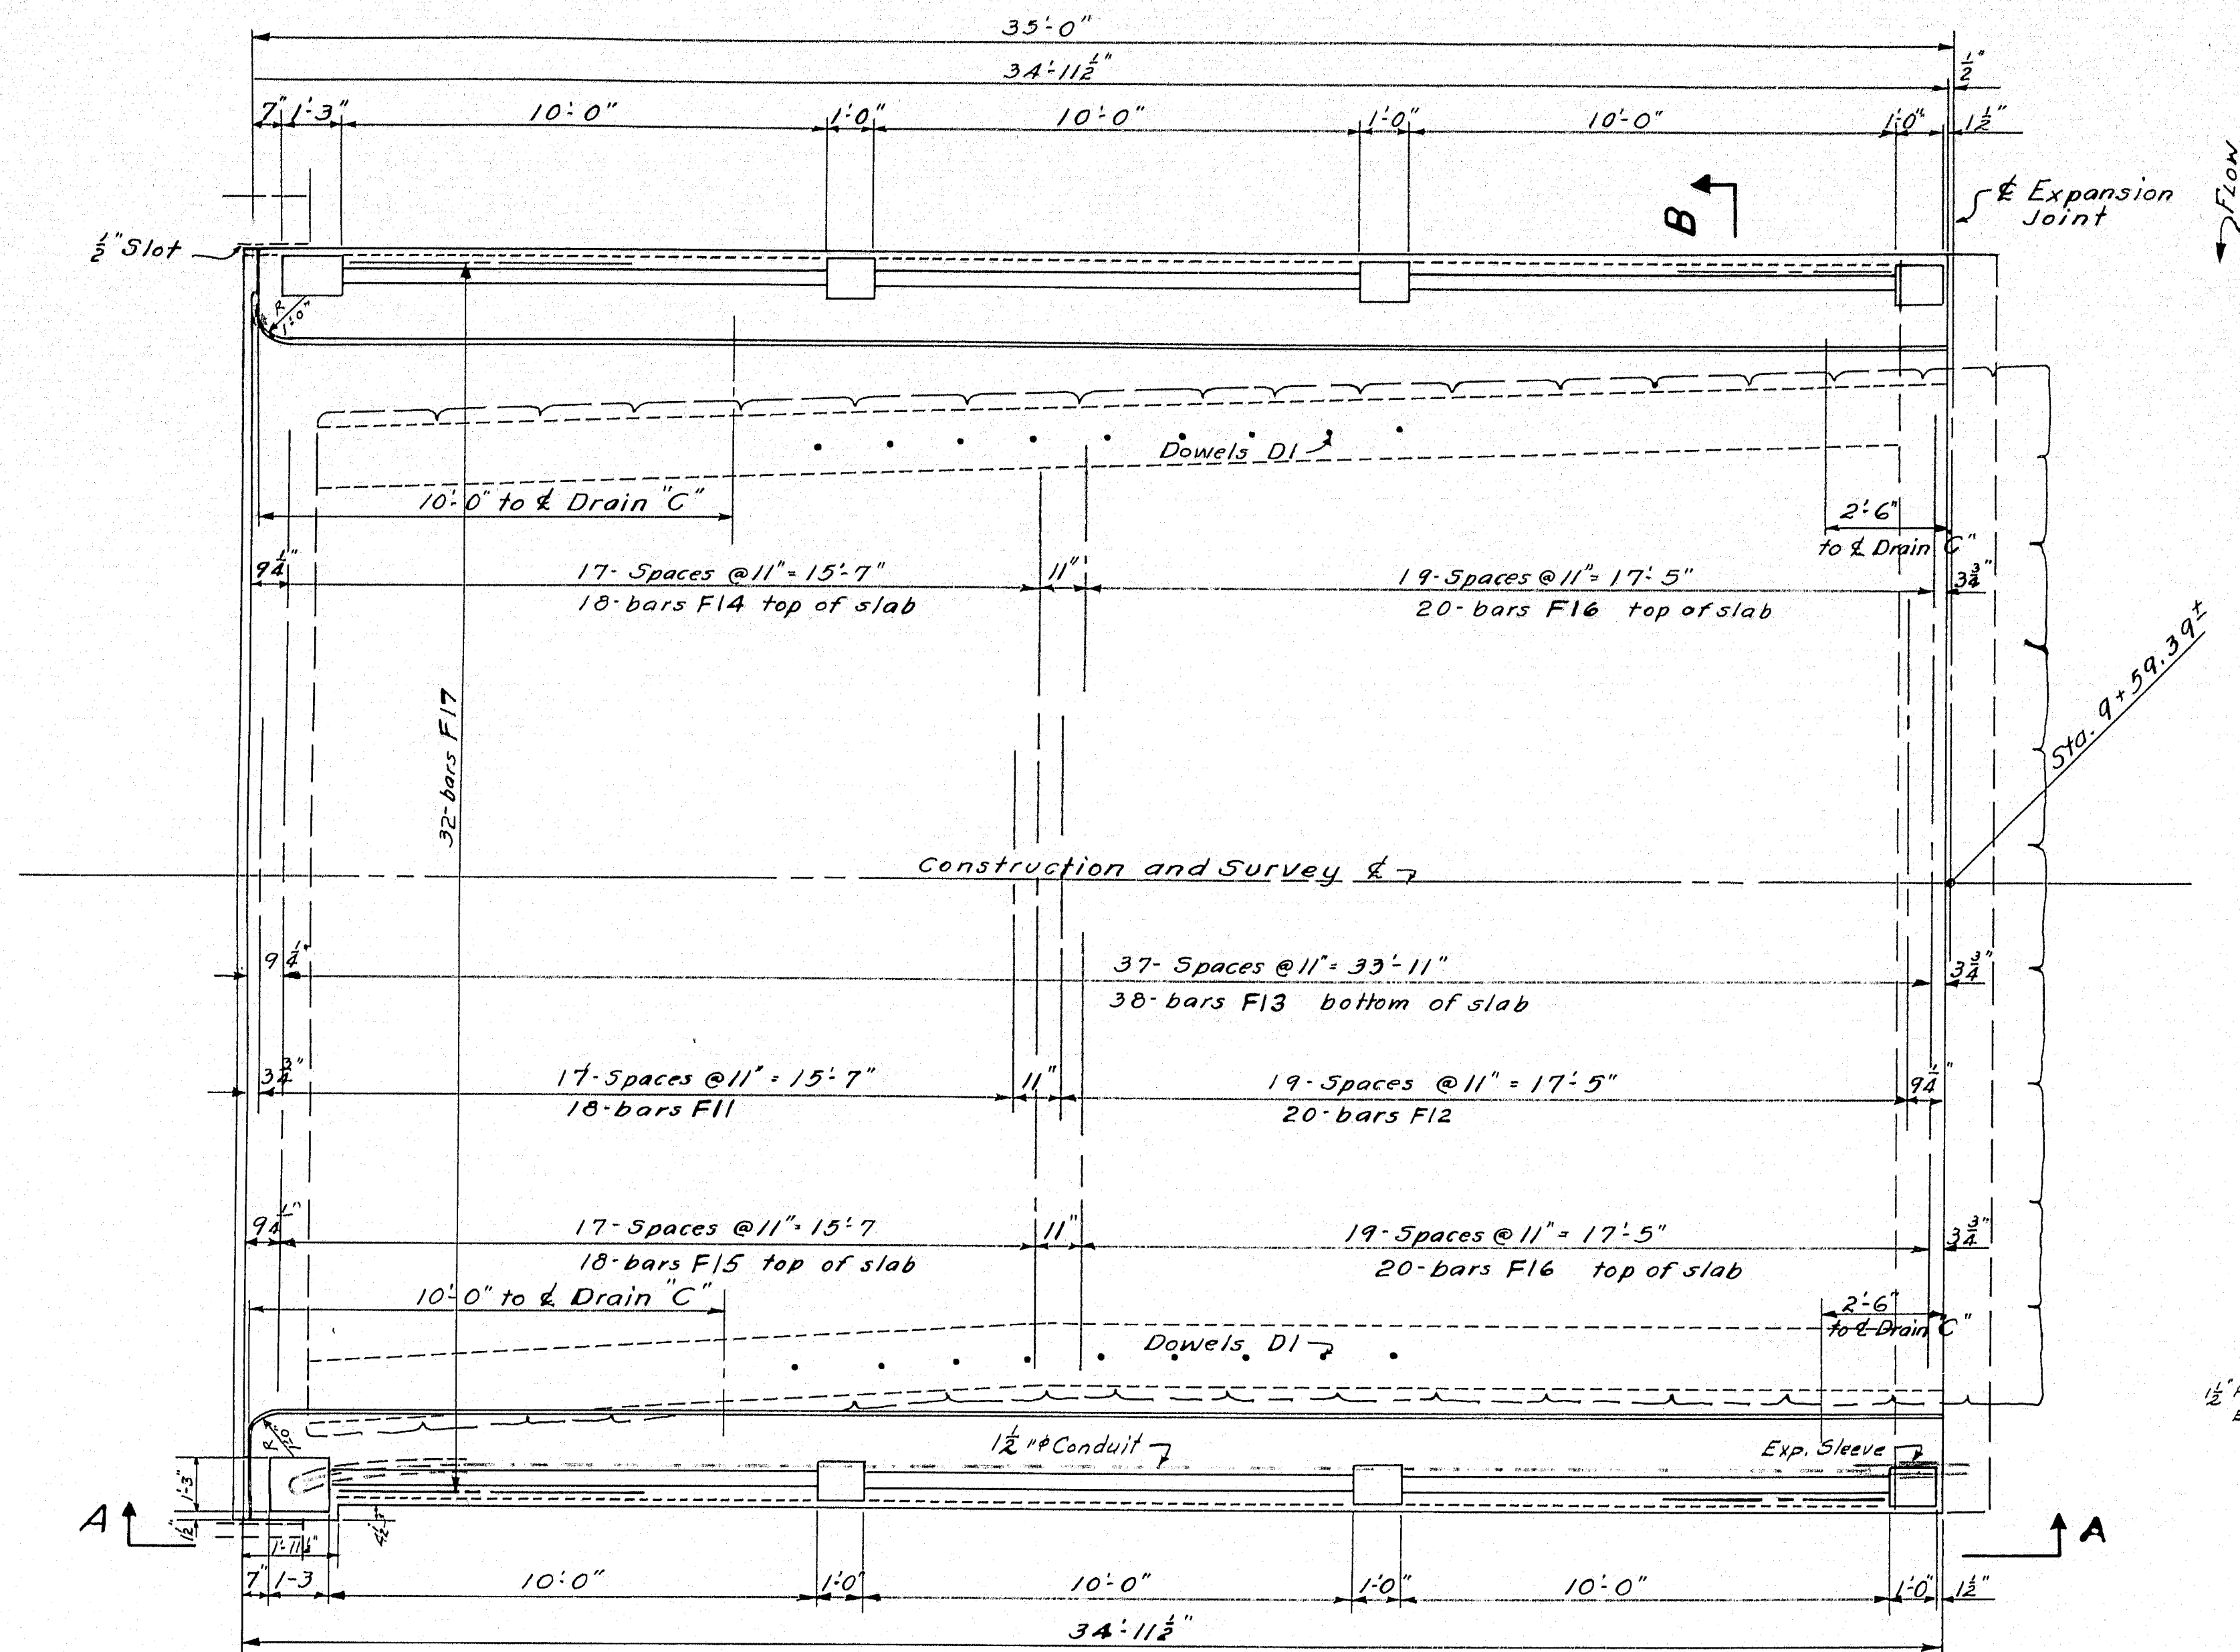 35'-0"
34'-11½"
½"
7" 1'-3" 10'-0" 1'-0" 10'-0" 1'-0" 10'-0" 1'-0" 1½"
FLOW
B
℄ Expansion
Joint
½" Slot
R
1'-0"
Dowels D1
10'-0" to ℄ Drain "C"
2'-6"
to ℄ Drain "C"
9¼" 17- Spaces @ 11" = 15'-7" 11" 19-Spaces @ 11" = 17'-5" 3¾"
18-bars F14 top of slab 20-bars F16 top of slab
Sta. 9+59.39±
32-bars F17
Construction and Survey ℄
9¼" 37- Spaces @ 11" = 33'-11" 3¾"
38-bars F13 bottom of slab
3¾" 17-Spaces @ 11" = 15'-7" 11" 19-Spaces @ 11" = 17'-5" 9¼"
18-bars F11 20-bars F12
9¼" 17-Spaces @ 11" = 15'-7 11" 19-Spaces @ 11" = 17'-5" 3¾"
18-bars F15 top of slab 20-bars F16 top of slab
10'-0" to ℄ Drain "C" 2'-6"
to ℄ Drain "C"
Dowels D1
1½"
R
1'-0"
1½"ϕ Conduit Exp. Sleeve
1'-3"
A 1½" 4½" A
1'-11½"
7" 1-3 10'-0" 1'-0" 10'-0" 1'-0" 10'-0" 1'-0" 1½"
34'-11½"